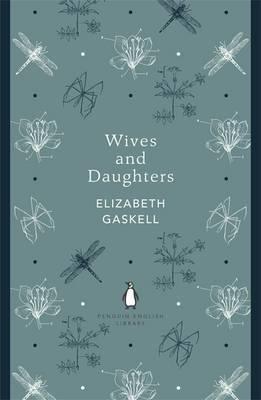 Wives
and
Daughters
ELIZABETH
GASKELL
PENGUIN ENGLISH
LIBRARY